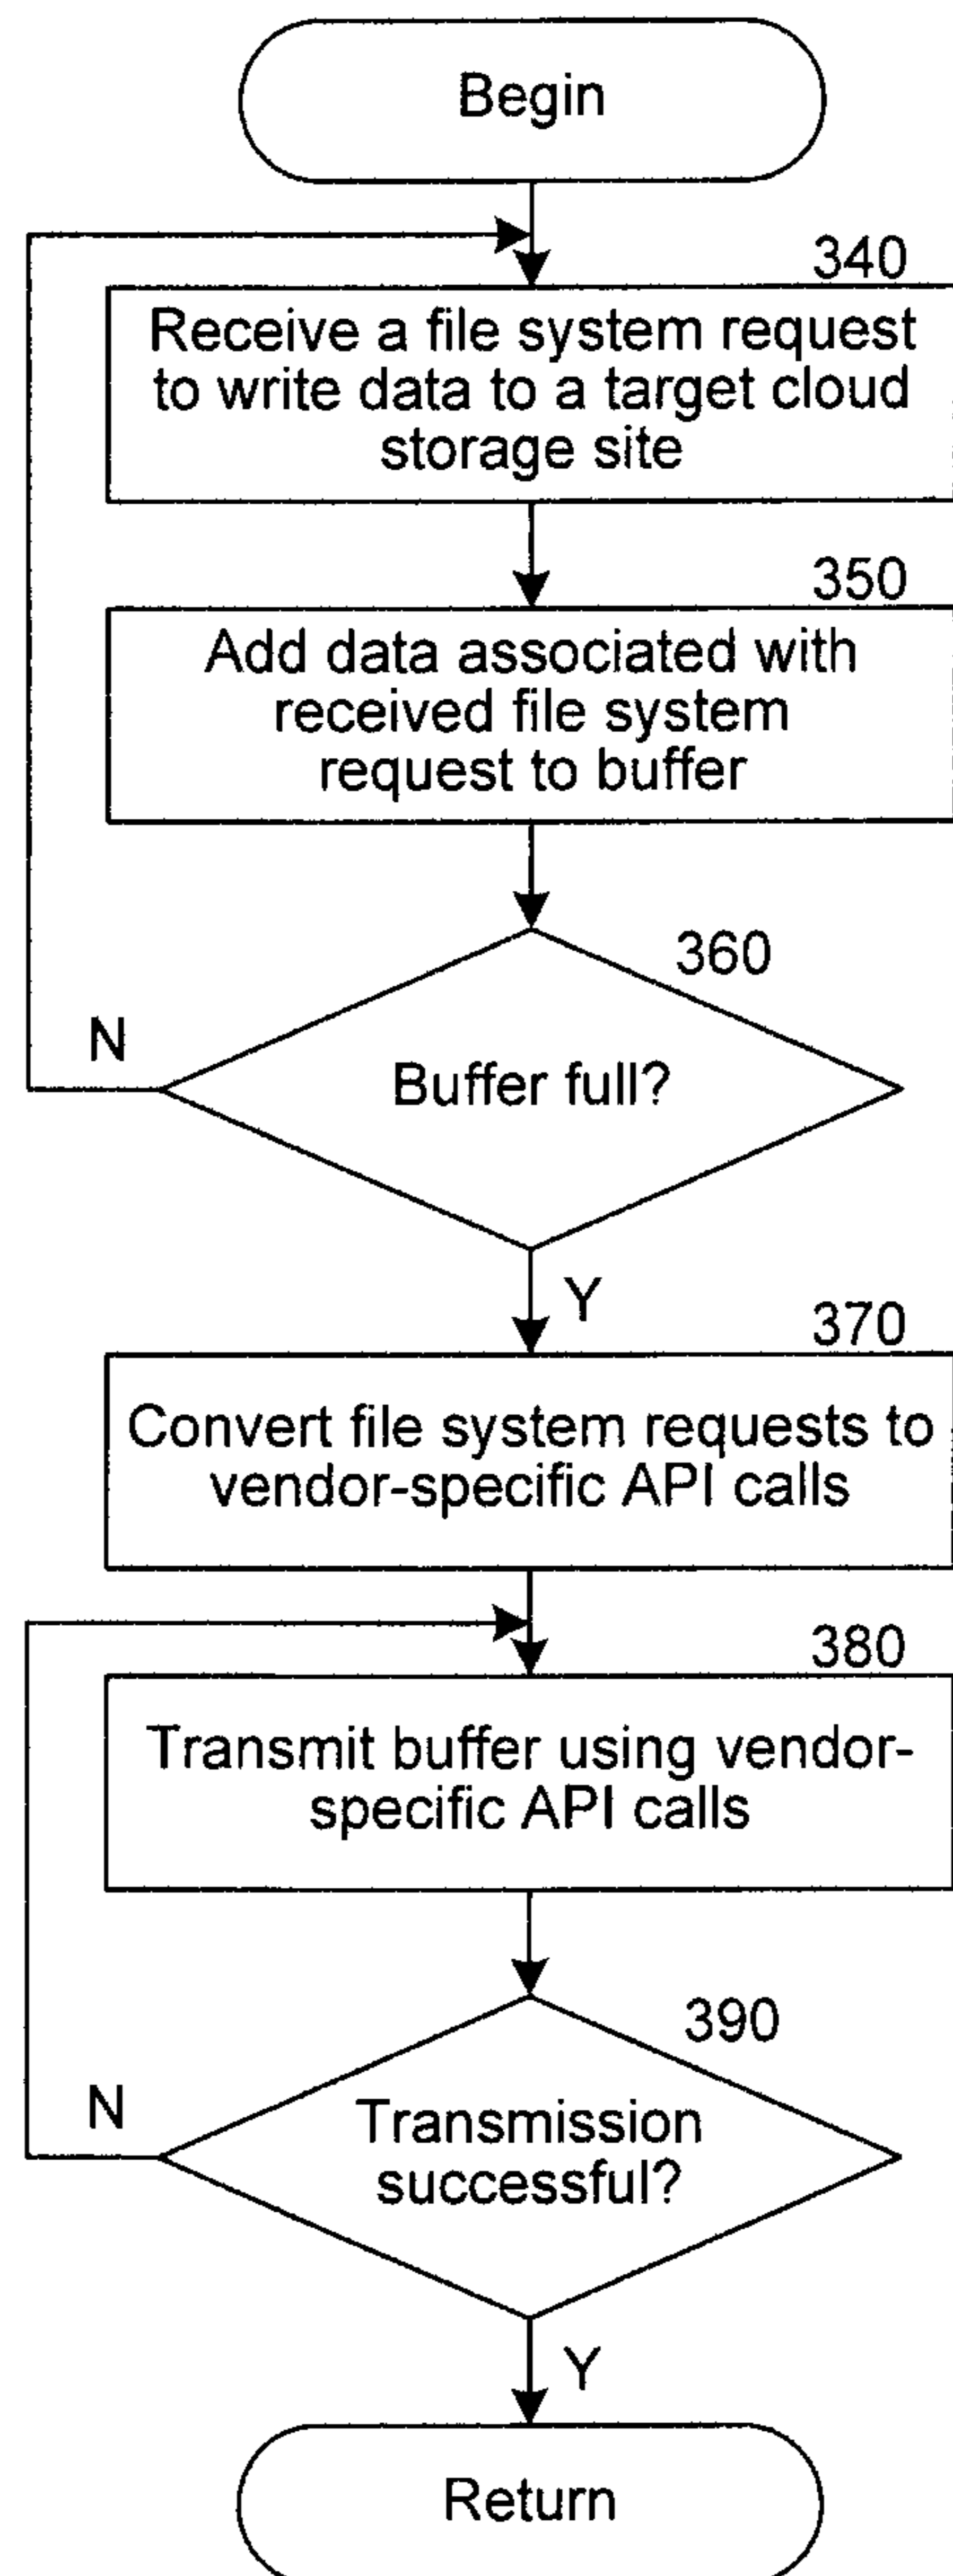 Begin
340
Receive a file system request
to write data to a target cloud
storage site
350
Add data associated with
received file system
request to buffer
360
N
Buffer full?
Y
370
Convert file system requests to
vendor-specific API calls
380
Transmit buffer using vendor-
specific API calls
390
N
Transmission
successful?
Y
Return